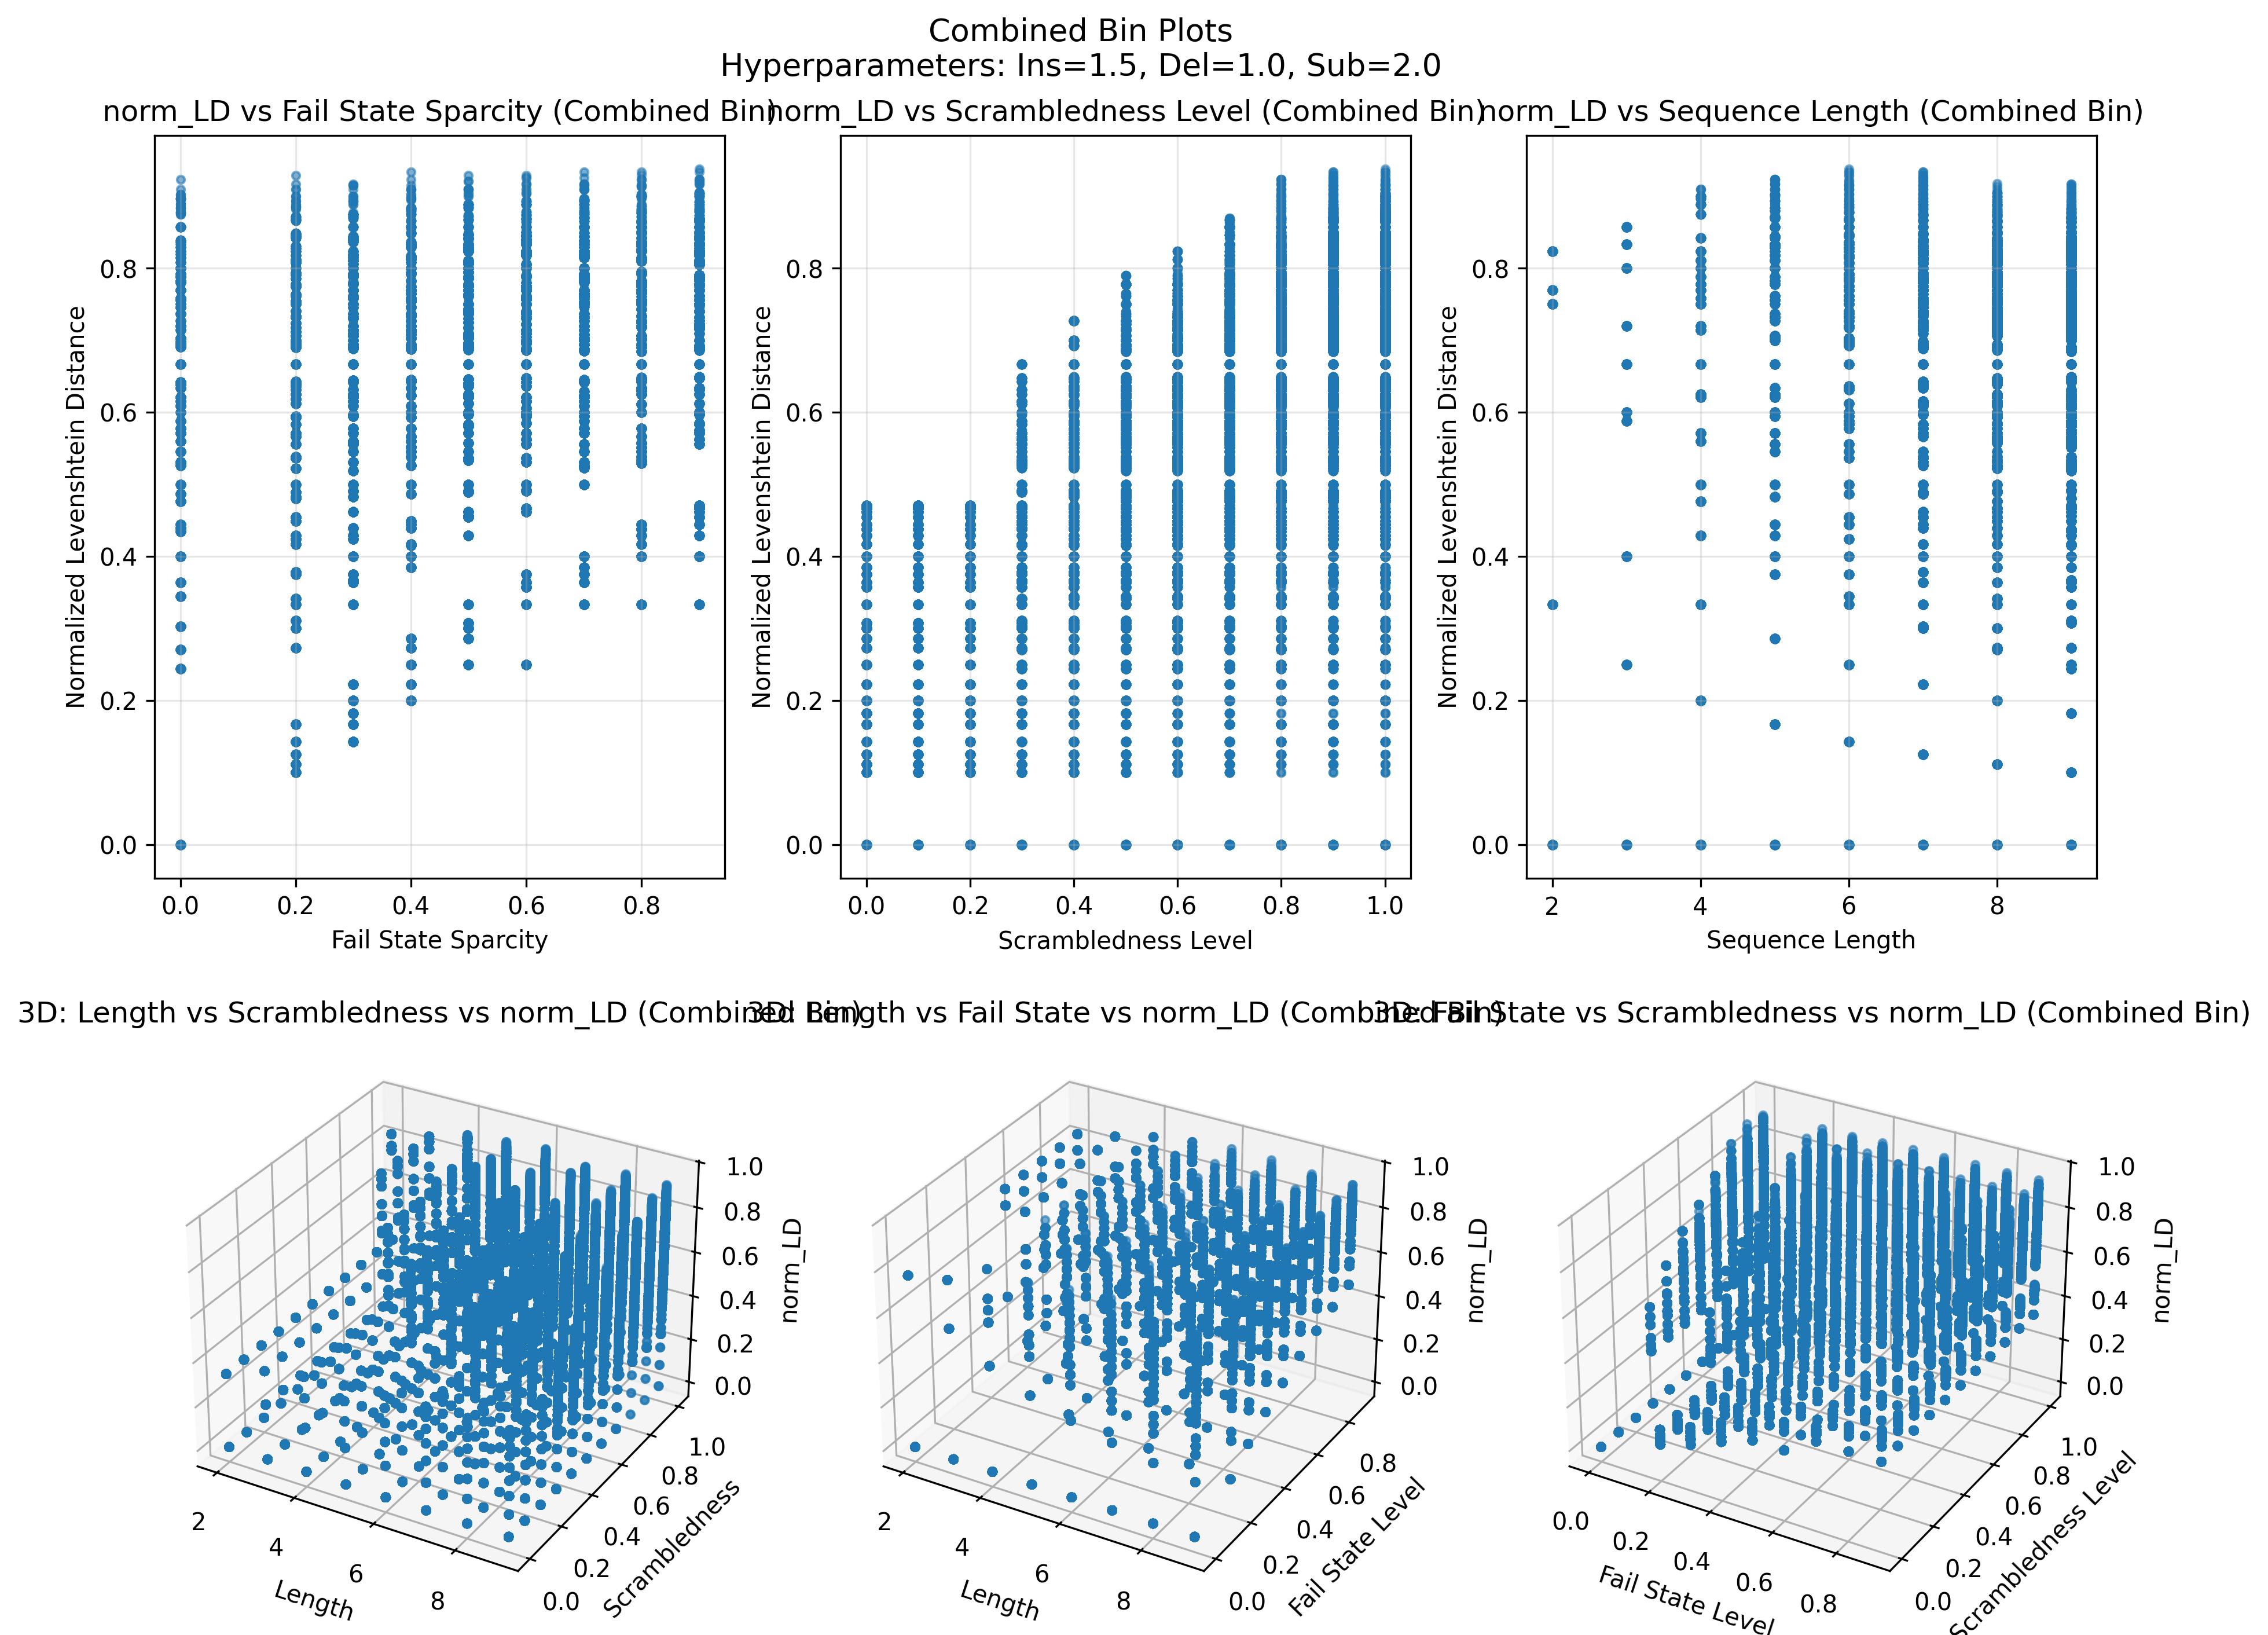 Combined Bin Plots
Hyperparameters: Ins=1.5, Del=1.0, Sub=2.0
norm_LD vs Fail State Sparcity (Combined Bin)
norm_LD vs Scrambledness Level (Combined Bin)
norm_LD vs Sequence Length (Combined Bin)
Normalized Levenshtein Distance
0.8
0.6
0.4
0.2
0.0
0.0 0.2 0.4 0.6 0.8
Fail State Sparcity
Normalized Levenshtein Distance
0.8
0.6
0.4
0.2
0.0
0.0 0.2 0.4 0.6 0.8 1.0
Scrambledness Level
Normalized Levenshtein Distance
0.8
0.6
0.4
0.2
0.0
2 4 6 8
Sequence Length
3D: Length vs Scrambledness vs norm_LD (Combined Bin)
3D: Length vs Fail State vs norm_LD (Combined Bin)
3D: Fail State vs Scrambledness vs norm_LD (Combined Bin)
1.0
0.8
0.6
0.4
0.2
0.0
norm_LD
2 4 6 8
Length
0.0 0.2 0.4 0.6 0.8 1.0
Scrambledness
1.0
0.8
0.6
0.4
0.2
0.0
norm_LD
2 4 6 8
Length
0.0 0.2 0.4 0.6 0.8
Fail State Level
1.0
0.8
0.6
0.4
0.2
0.0
norm_LD
0.0 0.2 0.4 0.6 0.8
Fail State Level
0.0 0.2 0.4 0.6 0.8 1.0
Scrambledness Level